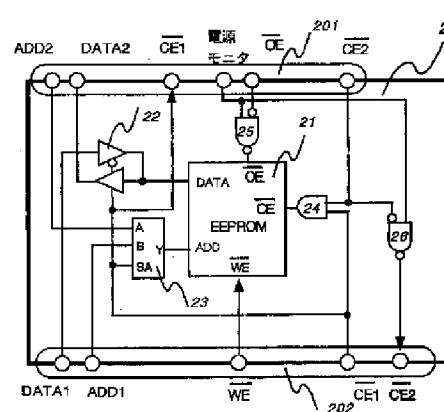 電源
ADD2 DATA2 CE1 モニタ OE CE2 201
2
22
25
21
DATA OE
CE 24
26
EEPROM
A
B Y ADD
SA
WE
23
DATA1 ADD1 WE CE1 CE2
202